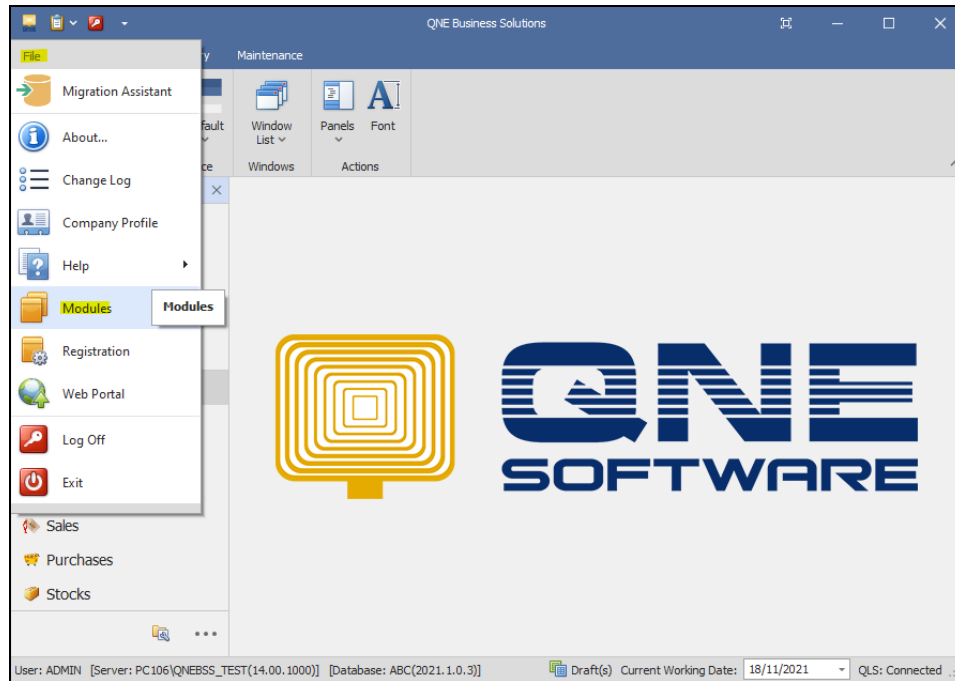 QNE Business Solutions
File
y
Maintenance
Migration Assistant
About...
Change Log
Company Profile
Help
Modules
Modules
Registration
Web Portal
Log Off
Exit
fault
Window
List
Panels
Font
ce
Windows
Actions
QNE
SOFTWARE
Sales
Purchases
Stocks
User: ADMIN [Server: PC106\QNEBSS_TEST(14.00.1000)] [Database: ABC(2021.1.0.3)] Draft(s) Current Working Date: 18/11/2021 QLS: Connected